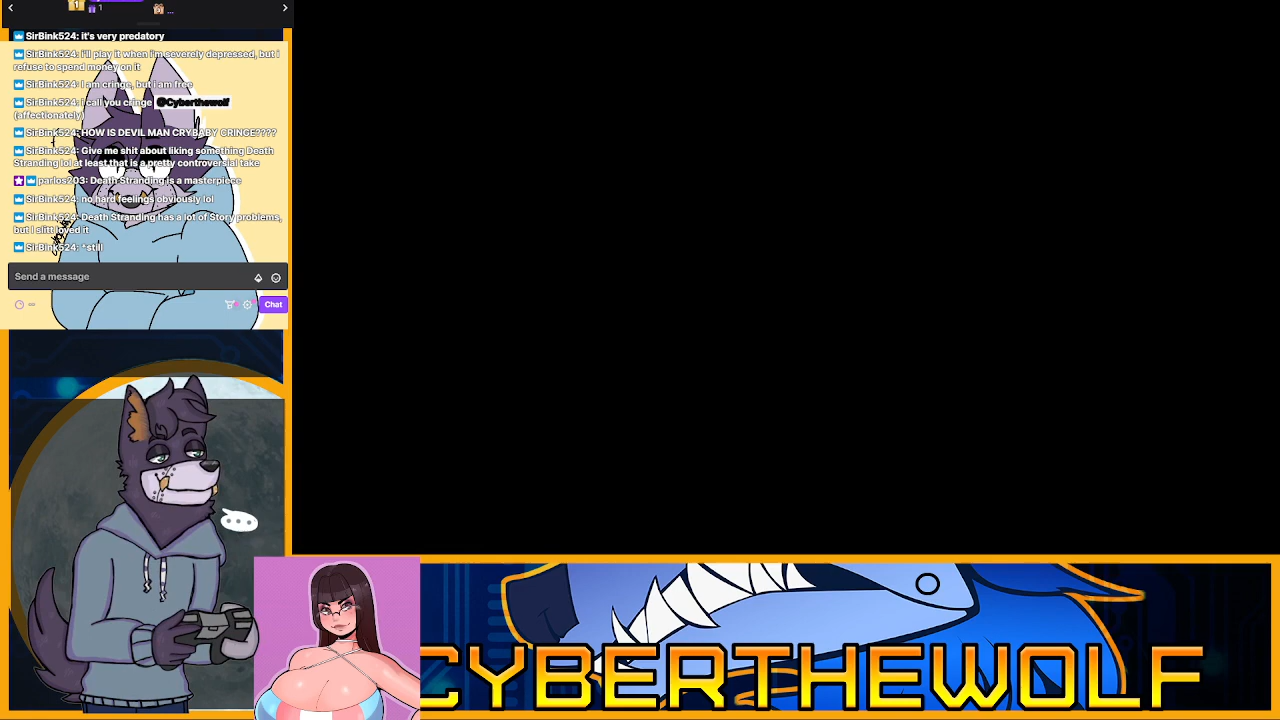 1
1
...
SirBink524: it's very predatory
SirBink524: i'll play it when i'm severely depressed, but i
refuse to spend money on it
SirBink524: I am cringe, but i am free
SirBink524: i call you cringe @Cyberthewolf
(affectionately)
SirBink524: HOW IS DEVIL MAN CRYBABY CRINGE????
SirBink524: Give me shit about liking something Death
Stranding lol at least that is a pretty controversial take
parlos203: Death Stranding is a masterpiece
SirBink524: no hard feelings obviously lol
SirBink524: Death Stranding has a lot of Story problems,
but I slitt loved it
SirBink524: *still
Send a message
Chat
CYBERTHEWOLF